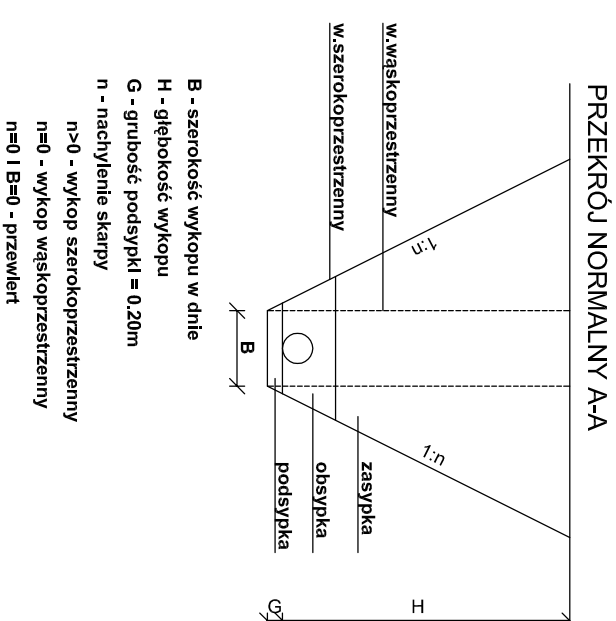 PRZEKRÓJ NORMALNY A-A
w.wąskoprzestrzenny
w.szerokoprzestrzenny
1:n
1:n
zasypka
obsypka
podsypka
B
G
H
B - szerokość wykopu w dnie
H - głębokość wykopu
G - grubość podsypkI = 0.20m
n - nachylenie skarpy
n>0 - wykop szerokoprzestrzenny
n=0 - wykop wąskoprzestrzenny
n=0 I B=0 - przewIert